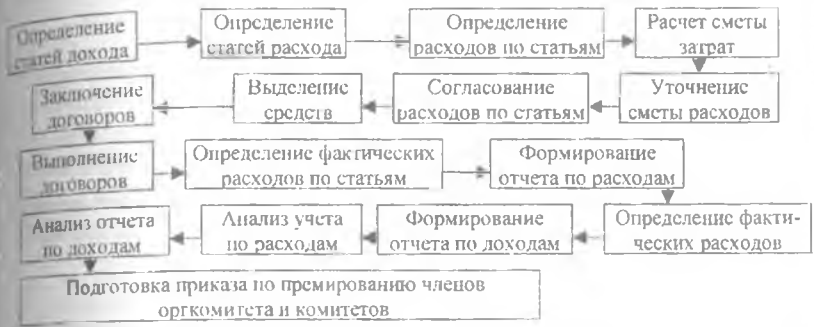 Определение
статей дохода
Определение
статей расхода
Определение
расходов по статьям
Расчет сметы
затрат
Заключение
договоров
Выделение
средств
Согласование
расходов по статьям
Уточнение
сметы расходов
Выполнение
договоров
Определение фактических
расходов по статьям
Формирование
отчета по расходам
Анализ отчета
по доходам
Анализ учета
по расходам
Формирование
отчета по доходам
Определение факти-
ческих расходов
Подготовка приказа по премированию членов
оргкомитета и комитетов